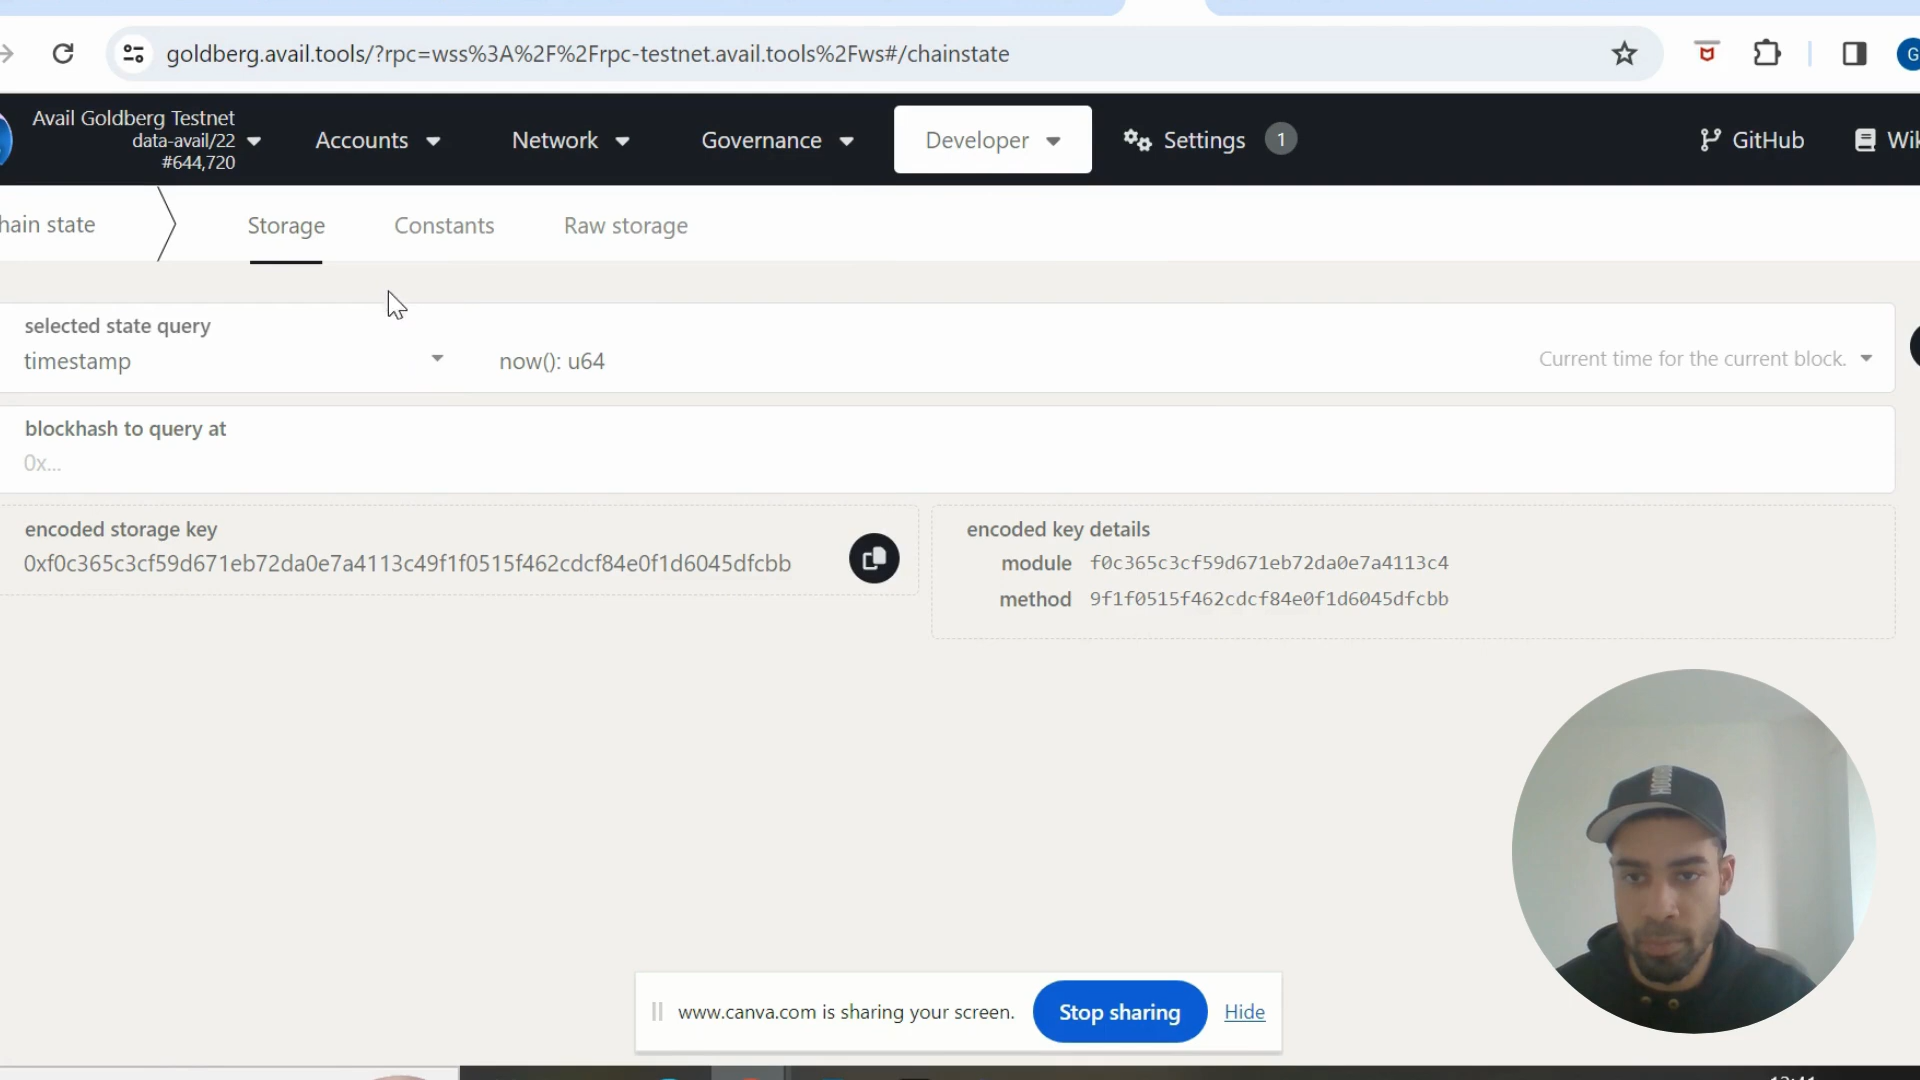 goldberg.avail.tools/?rpc=wss%3A%2F%2Frpc-testnet.avail.tools%2Fws#/chainstate
G
Avail Goldberg Testnet
data-avail/22
#644,720
Accounts
Network
Governance
Developer
Settings
1
GitHub
Wik
hain state
Storage
Constants
Raw storage
selected state query
timestamp
now(): u64
Current time for the current block.
blockhash to query at
0x...
encoded storage key
0xf0c365c3cf59d671eb72da0e7a4113c49f1f0515f462cdcf84e0f1d6045dfcbb
encoded key details
module f0c365c3cf59d671eb72da0e7a4113c4
method 9f1f0515f462cdcf84e0f1d6045dfcbb
www.canva.com is sharing your screen.
Stop sharing
Hide